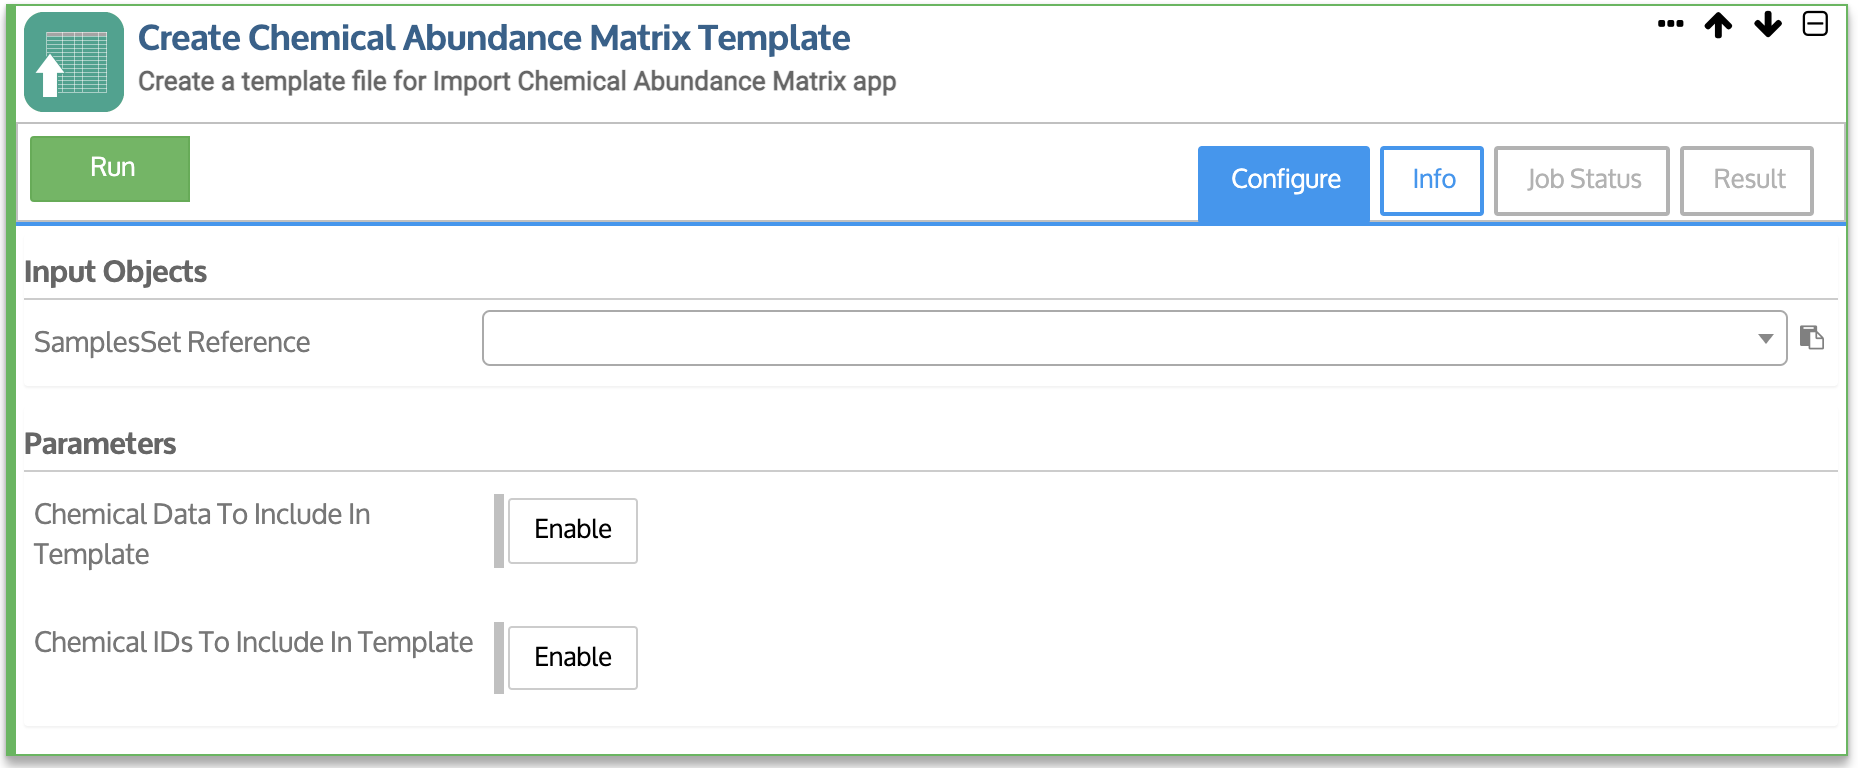 Create Chemical Abundance Matrix Template
Create a template file for Import Chemical Abundance Matrix app
Run
Configure
Info
Job Status
Result
Input Objects
SamplesSet Reference
Parameters
Chemical Data To Include In
Template
Enable
Chemical IDs To Include In Template
Enable